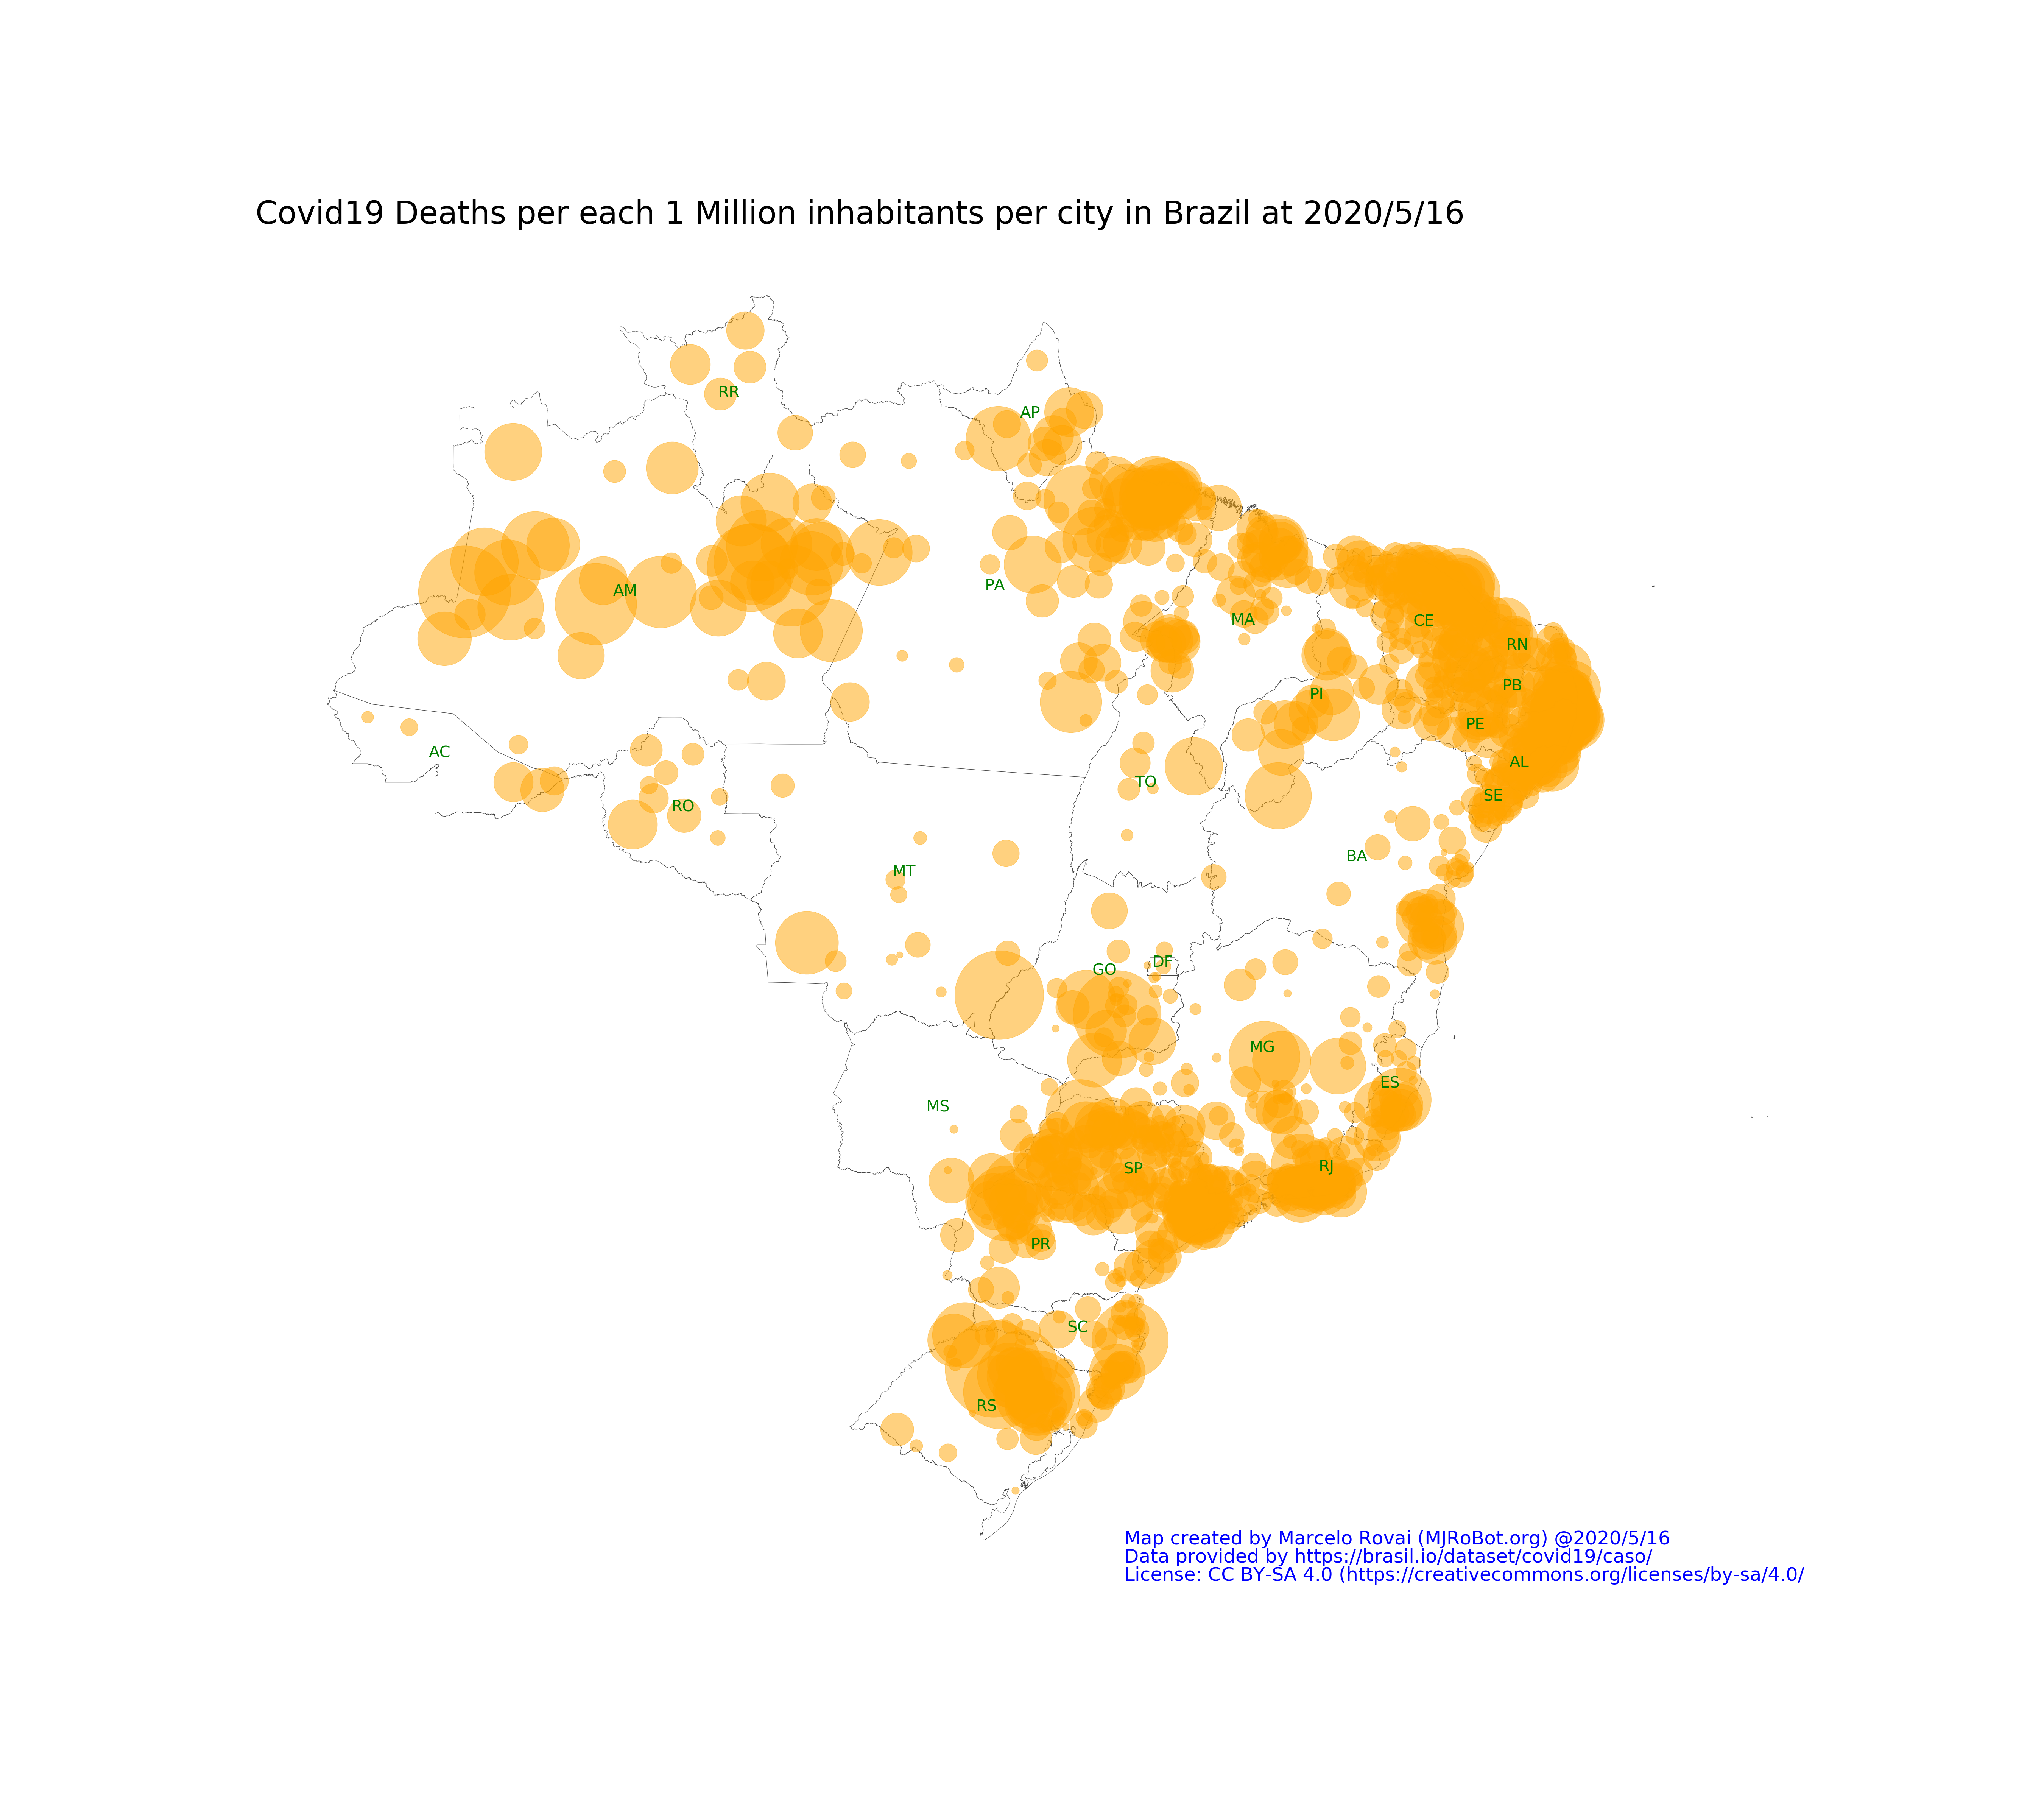 Covid19 Deaths per each 1 Million inhabitants per city in Brazil at 2020/5/16
RR
AP
AM
PA
MA
CE
RN
PI
PB
PE
AC
AL
TO
SE
RO
BA
MT
DF
GO
MG
ES
MS
RJ
SP
PR
SC
RS
Map created by Marcelo Rovai (MJRoBot.org) @2020/5/16
Data provided by https://brasil.io/dataset/covid19/caso/
License: CC BY-SA 4.0 (https://creativecommons.org/licenses/by-sa/4.0/